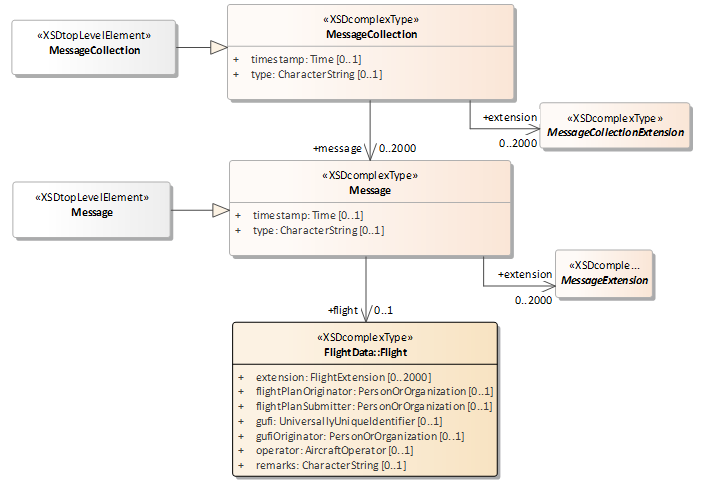 «XSDtopLevelElement»
MessageCollection
«XSDcomplexType»
MessageCollection
+ timestamp: Time [0..1]
+ type: CharacterString [0..1]
+extension
0..2000
«XSDcomplexType»
MessageCollectionExtension
+message
0..2000
«XSDtopLevelElement»
Message
«XSDcomplexType»
Message
+ timestamp: Time [0..1]
+ type: CharacterString [0..1]
+extension
0..2000
«XSDcomple...
MessageExtension
+flight
0..1
«XSDcomplexType»
FlightData::Flight
+ extension: FlightExtension [0..2000]
+ flightPlanOriginator: PersonOrOrganization [0..1]
+ flightPlanSubmitter: PersonOrOrganization [0..1]
+ gufi: UniversallyUniqueIdentifier [0..1]
+ gufiOriginator: PersonOrOrganization [0..1]
+ operator: AircraftOperator [0..1]
+ remarks: CharacterString [0..1]